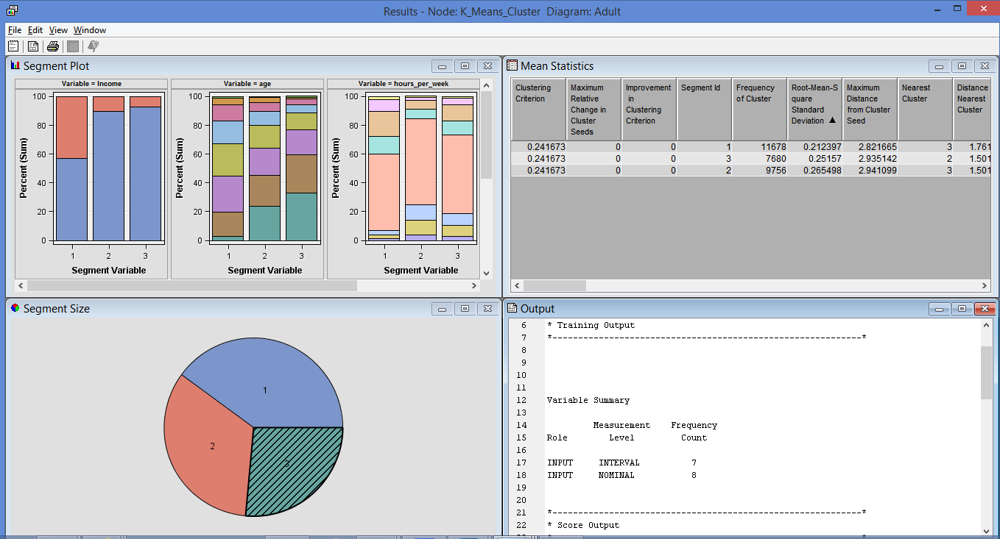 Results - Node: K_Means_Cluster Diagram: Adult
File Edit View Window
Segment Plot
Variable = Income
100
80
60
40
20
0
Percent (Sum)
1 2 3
Segment Variable
Variable = age
100
80
60
40
20
0
Percent (Sum)
1 2 3
Segment Variable
Variable = hours_per_week
100
80
60
40
20
0
Percent (Sum)
1 2 3
Segment Variable
Mean Statistics
Clustering
Criterion
Maximum
Relative
Change in
Cluster
Seeds
Improvement
in
Clustering
Criterion
Segment Id
Frequency
of Cluster
Root-Mean-S
quare
Standard
Deviation
Maximum
Distance
from Cluster
Seed
Nearest
Cluster
Distance
Nearest
Cluster
0.241673 0 0 1 11678 0.212397 2.821665 3 1.761
0.241673 0 0 3 7680 0.25157 2.935142 2 1.501
0.241673 0 0 2 9756 0.265498 2.941099 3 1.501
Segment Size
1
2
3
Output
6 * Training Output
7 *------------------------------------------------------------*
8
9
10
11
12 Variable Summary
13
14 Measurement Frequency
15 Role Level Count
16
17 INPUT INTERVAL 7
18 INPUT NOMINAL 8
19
20
21 *------------------------------------------------------------*
22 * Score Output